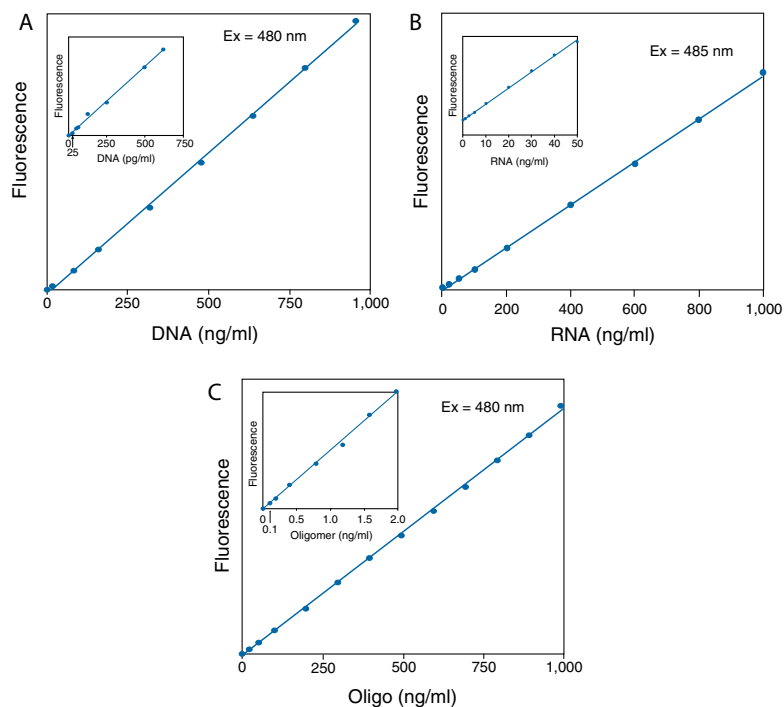 A
Ex = 480 nm
Fluorescence
Fluorescence
0 250 500 750
25
DNA (pg/ml)
0 250 500 750 1,000
DNA (ng/ml)
B
Ex = 485 nm
Fluorescence
Fluorescence
0 10 20 30 40 50
RNA (ng/ml)
0 200 400 600 800 1,000
RNA (ng/ml)
C
Ex = 480 nm
Fluorescence
Fluorescence
0 0.5 1.0 1.5 2.0
0.1
Oligomer (ng/ml)
0 250 500 750 1,000
Oligo (ng/ml)